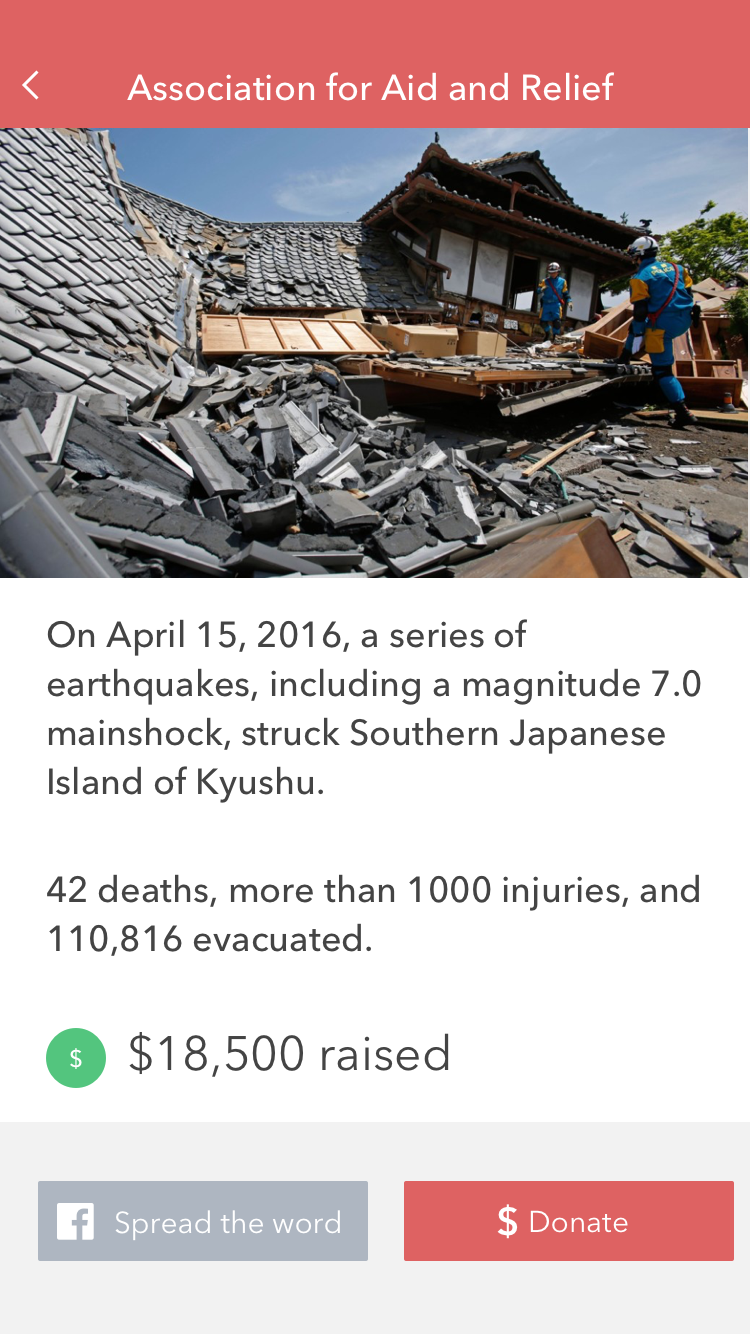 Association for Aid and Relief
On April 15, 2016, a series of
earthquakes, including a magnitude 7.0
mainshock, struck Southern Japanese
Island of Kyushu.
42 deaths, more than 1000 injuries, and
110,816 evacuated.
$ $18,500 raised
f Spread the word
$ Donate